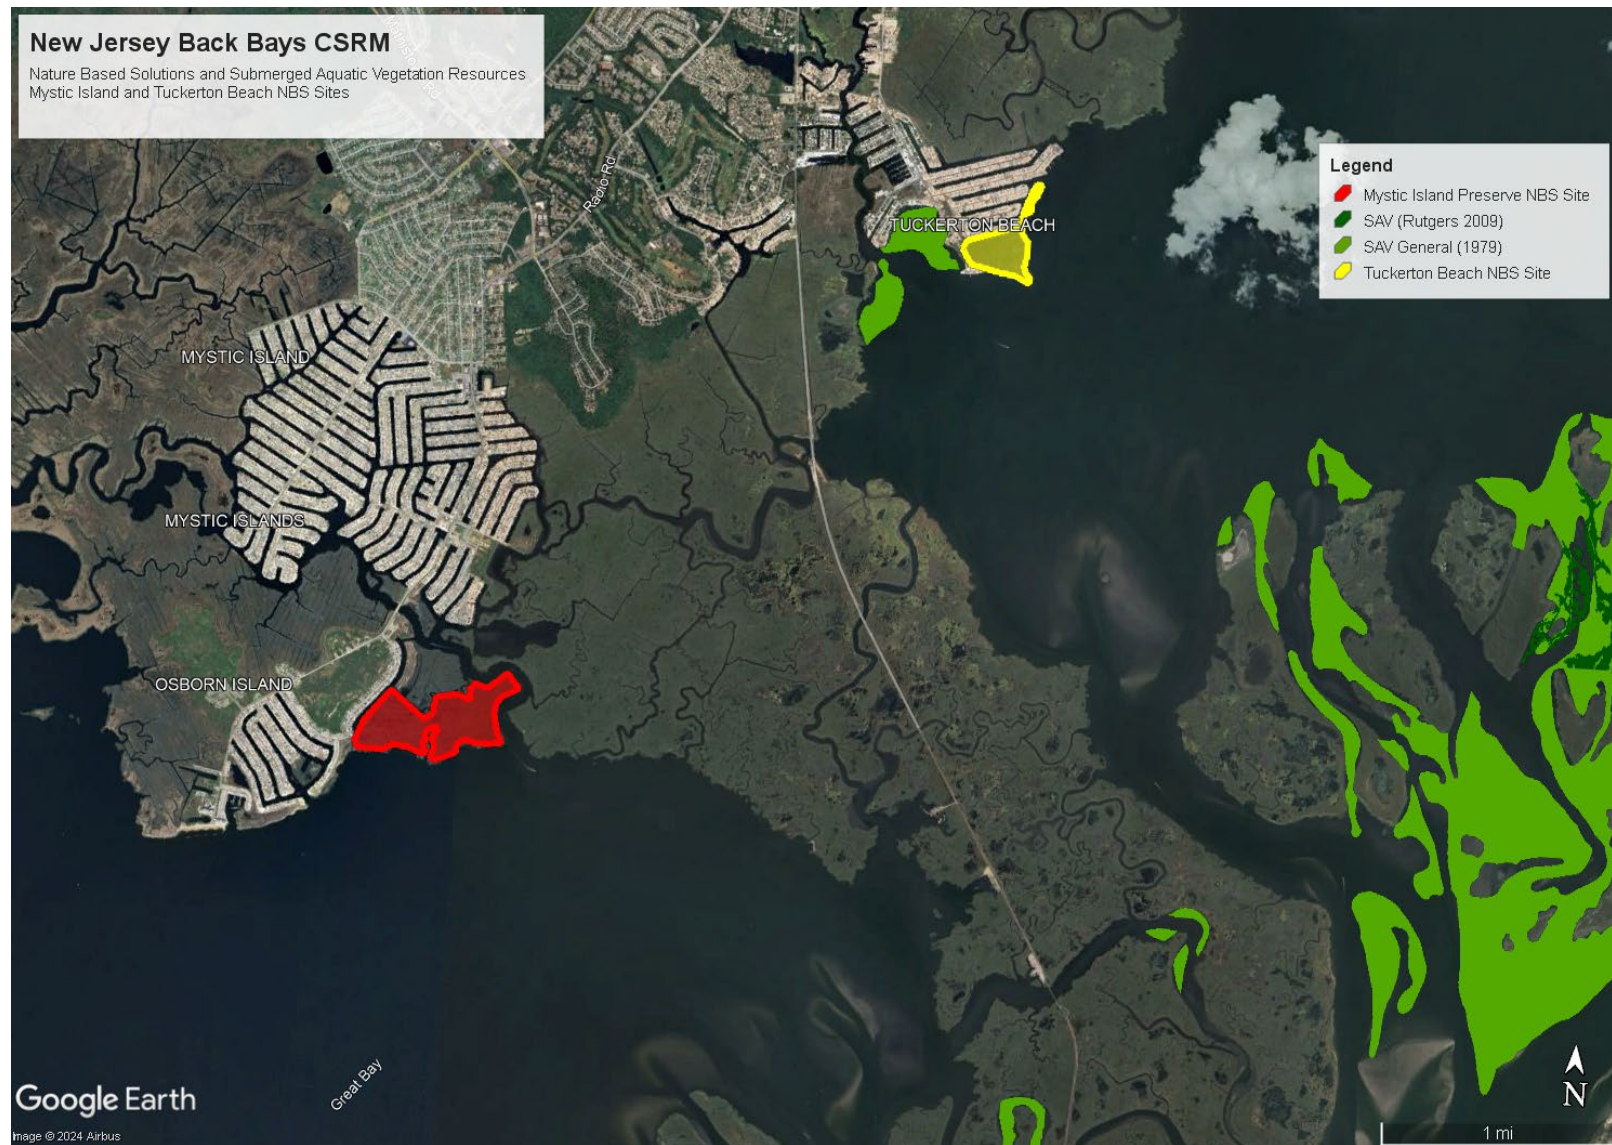 New Jersey Back Bays CSRM
Nature Based Solutions and Submerged Aquatic Vegetation Resources
Mystic Island and Tuckerton Beach NBS Sites
Radio Rd
Legend
Mystic Island Preserve NBS Site
SAV (Rutgers 2009)
SAV General (1979)
Tuckerton Beach NBS Site
TUCKERTON BEACH
MYSTIC ISLAND
MYSTIC ISLANDS
OSBORN ISLAND
Great Bay
Google Earth
Image © 2024 Airbus
N
1 mi